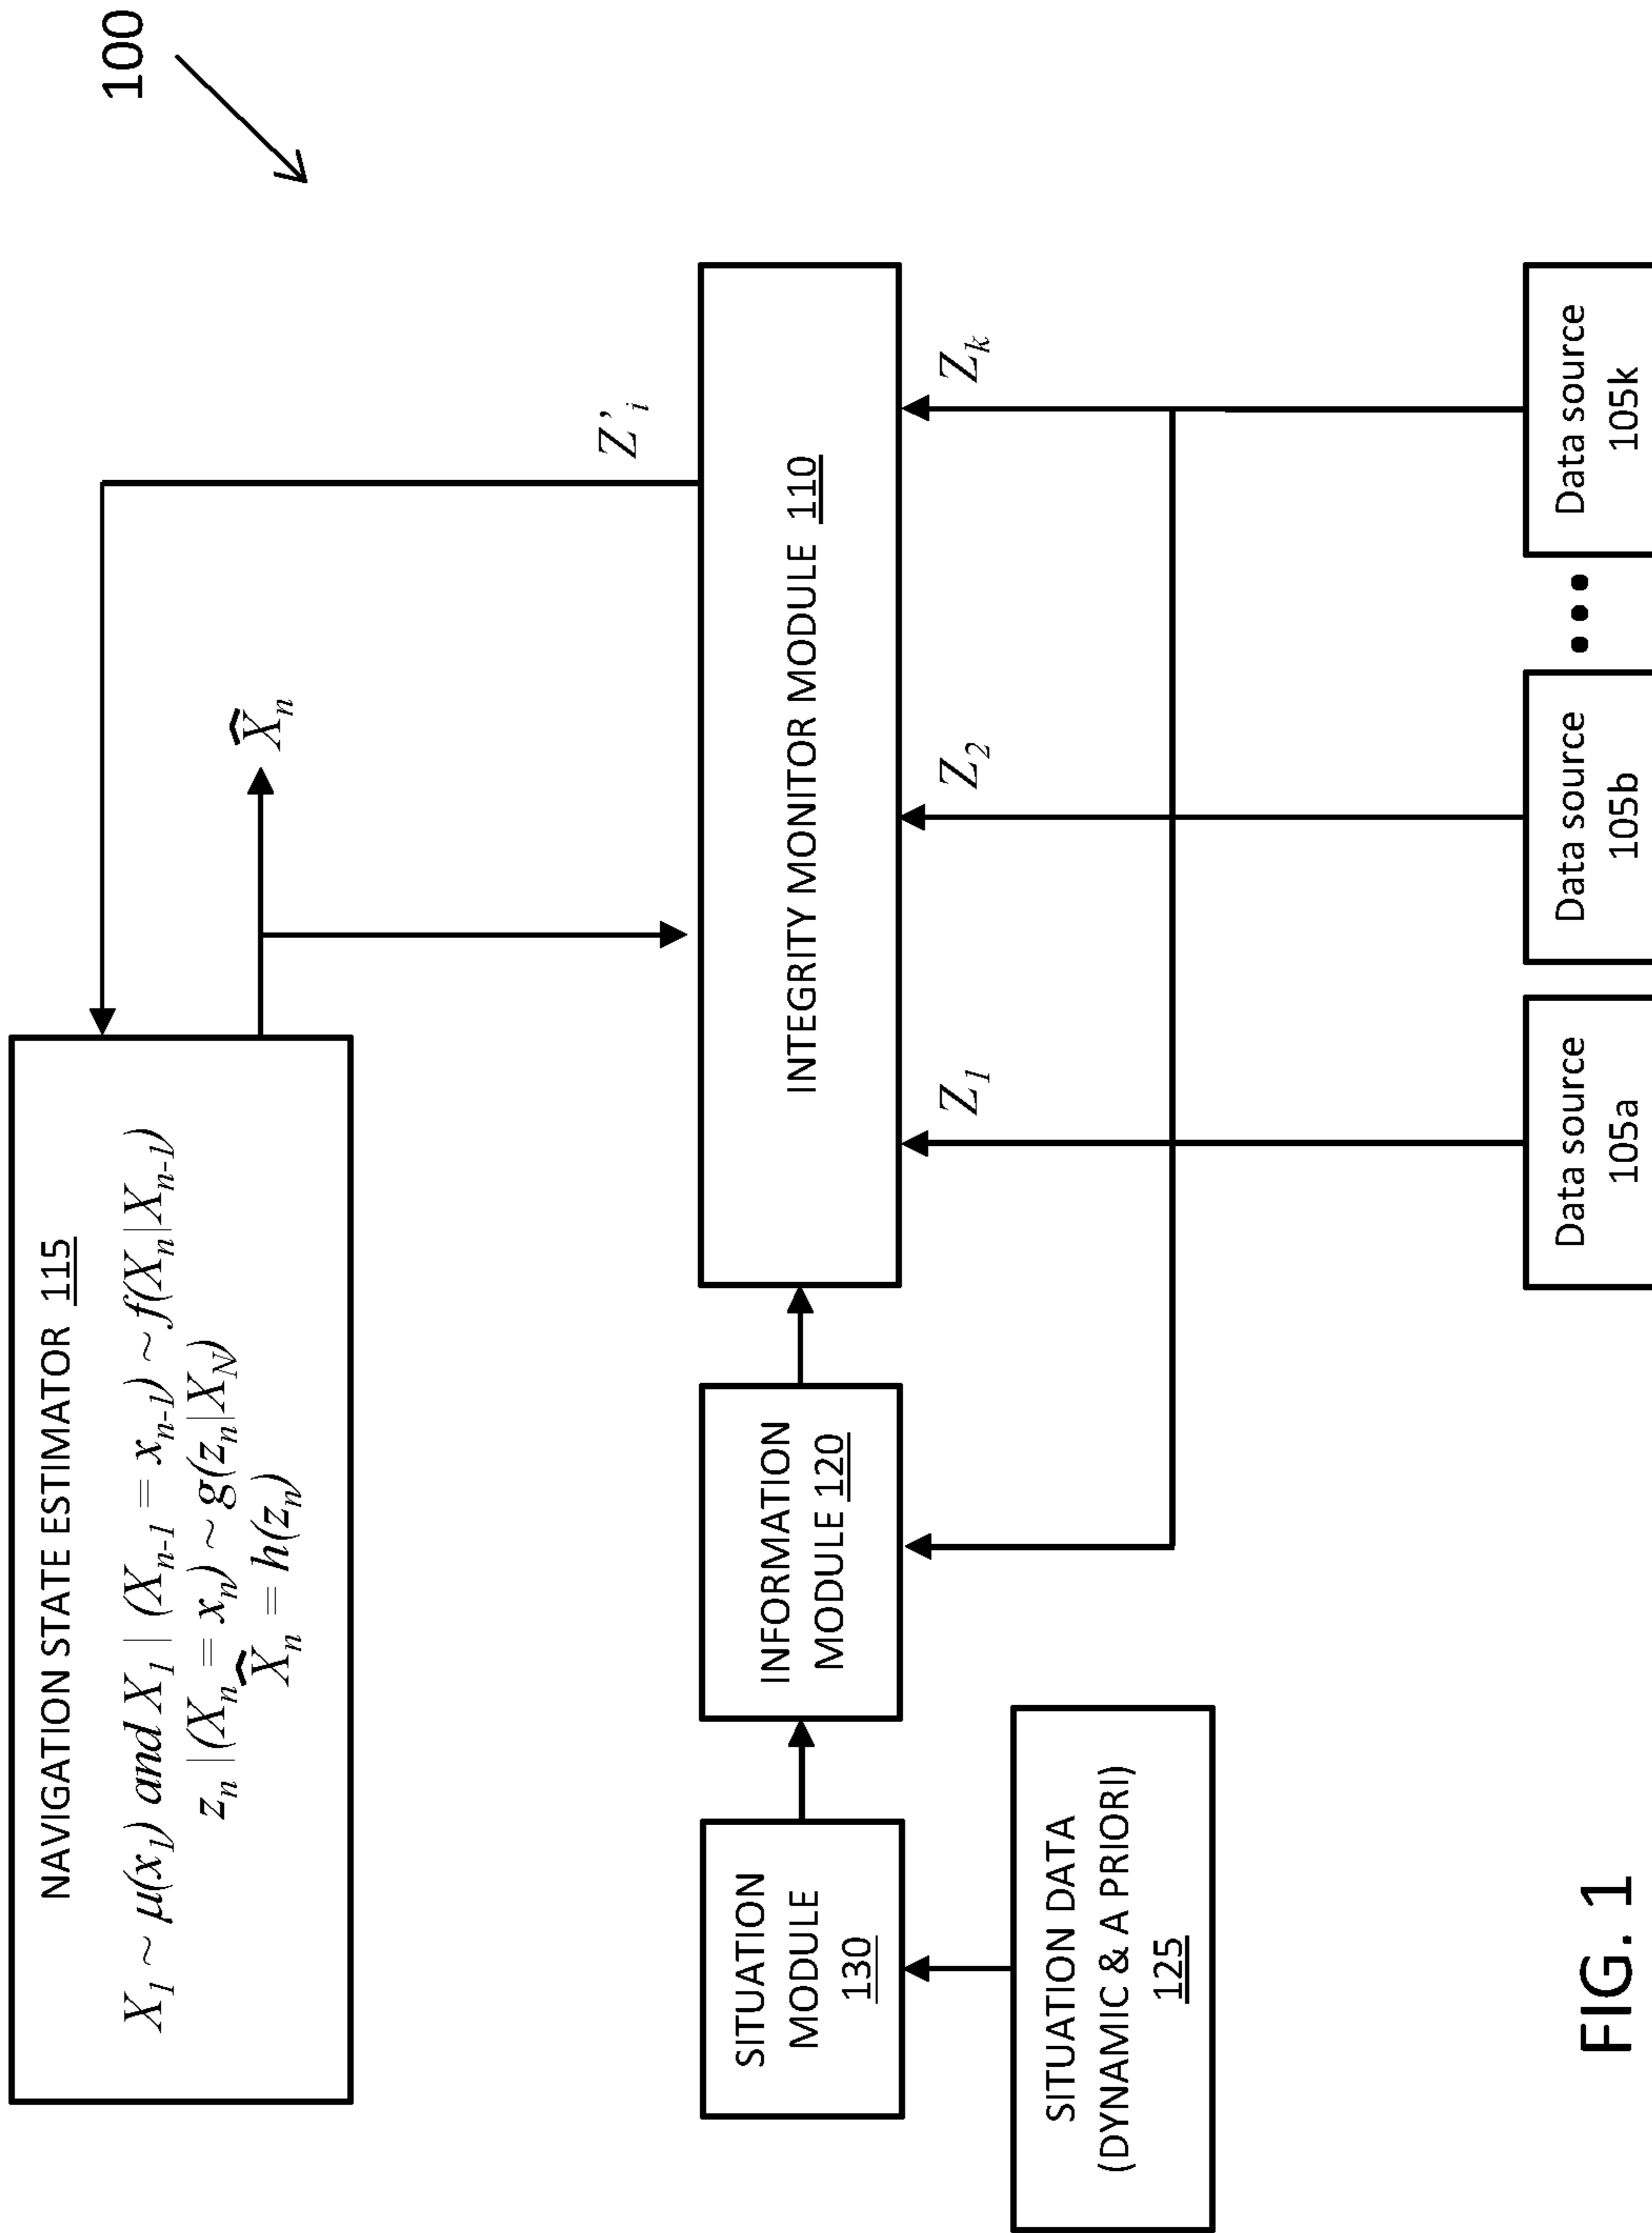 100
NAVIGATION STATE ESTIMATOR 115
X₁ ~ μ(x₁) and X₁ | (Xₙ₋₁ = xₙ₋₁) ~ f(Xₙ|Xₙ₋₁)
zₙ |(Xₙ = xₙ) ~ g(zₙ|X_N)
X̂ₙ = h(zₙ)
X̂ₙ
Z'ᵢ
SITUATION
MODULE
130
INFORMATION
MODULE 120
INTEGRITY MONITOR MODULE 110
Z₁
Z₂
Zₖ
SITUATION DATA
(DYNAMIC & A PRIORI)
125
Data source
105a
Data source
105b
•••
Data source
105k
FIG. 1